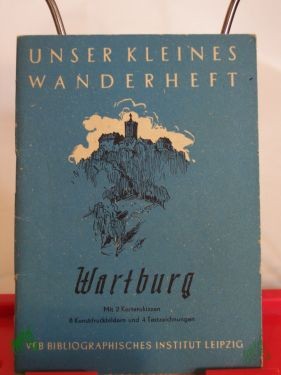 UNSER KLEINES
WANDERHEFT
Wartburg
Mit 2 Kartenskizzen
8 Kunstdruckbildern und 4 Textzeichnungen
VEB BIBLIOGRAPHISCHES INSTITUT LEIPZIG